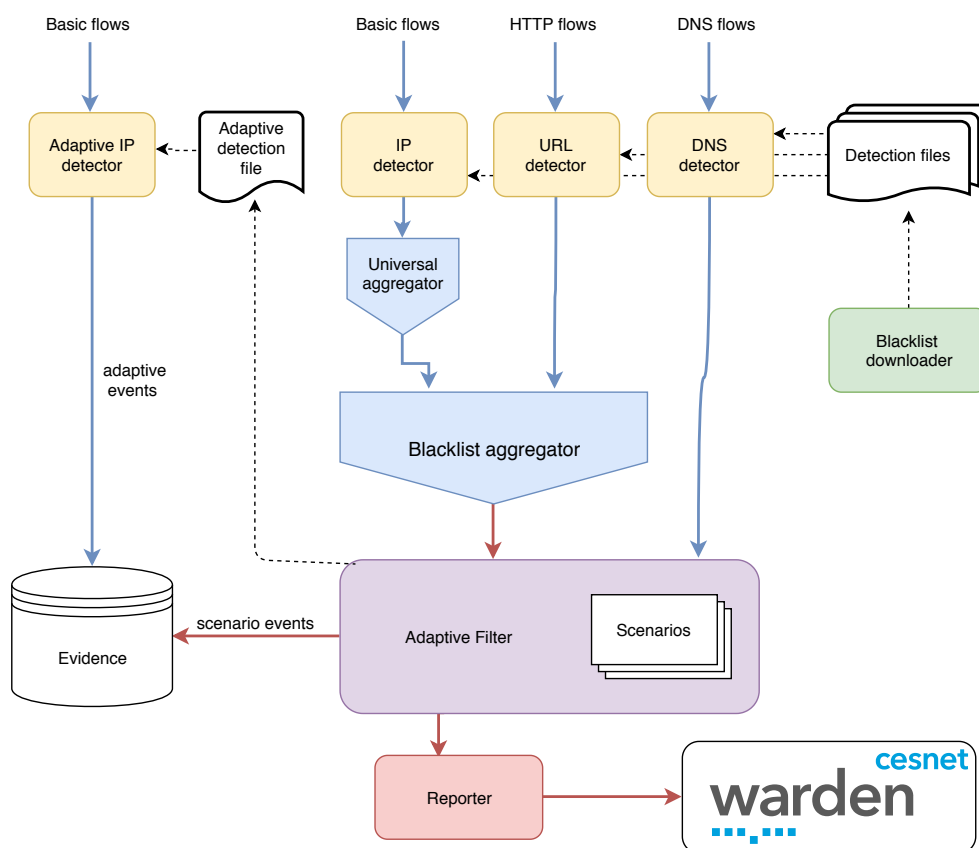 Basic flows
Basic flows
HTTP flows
DNS flows
Adaptive IP
detector
Adaptive
detection
file
IP
detector
URL
detector
DNS
detector
Detection files
Universal
aggregator
Blacklist
downloader
adaptive
events
Blacklist aggregator
scenario events
Evidence
Adaptive Filter
Scenarios
Reporter
cesnet
warden